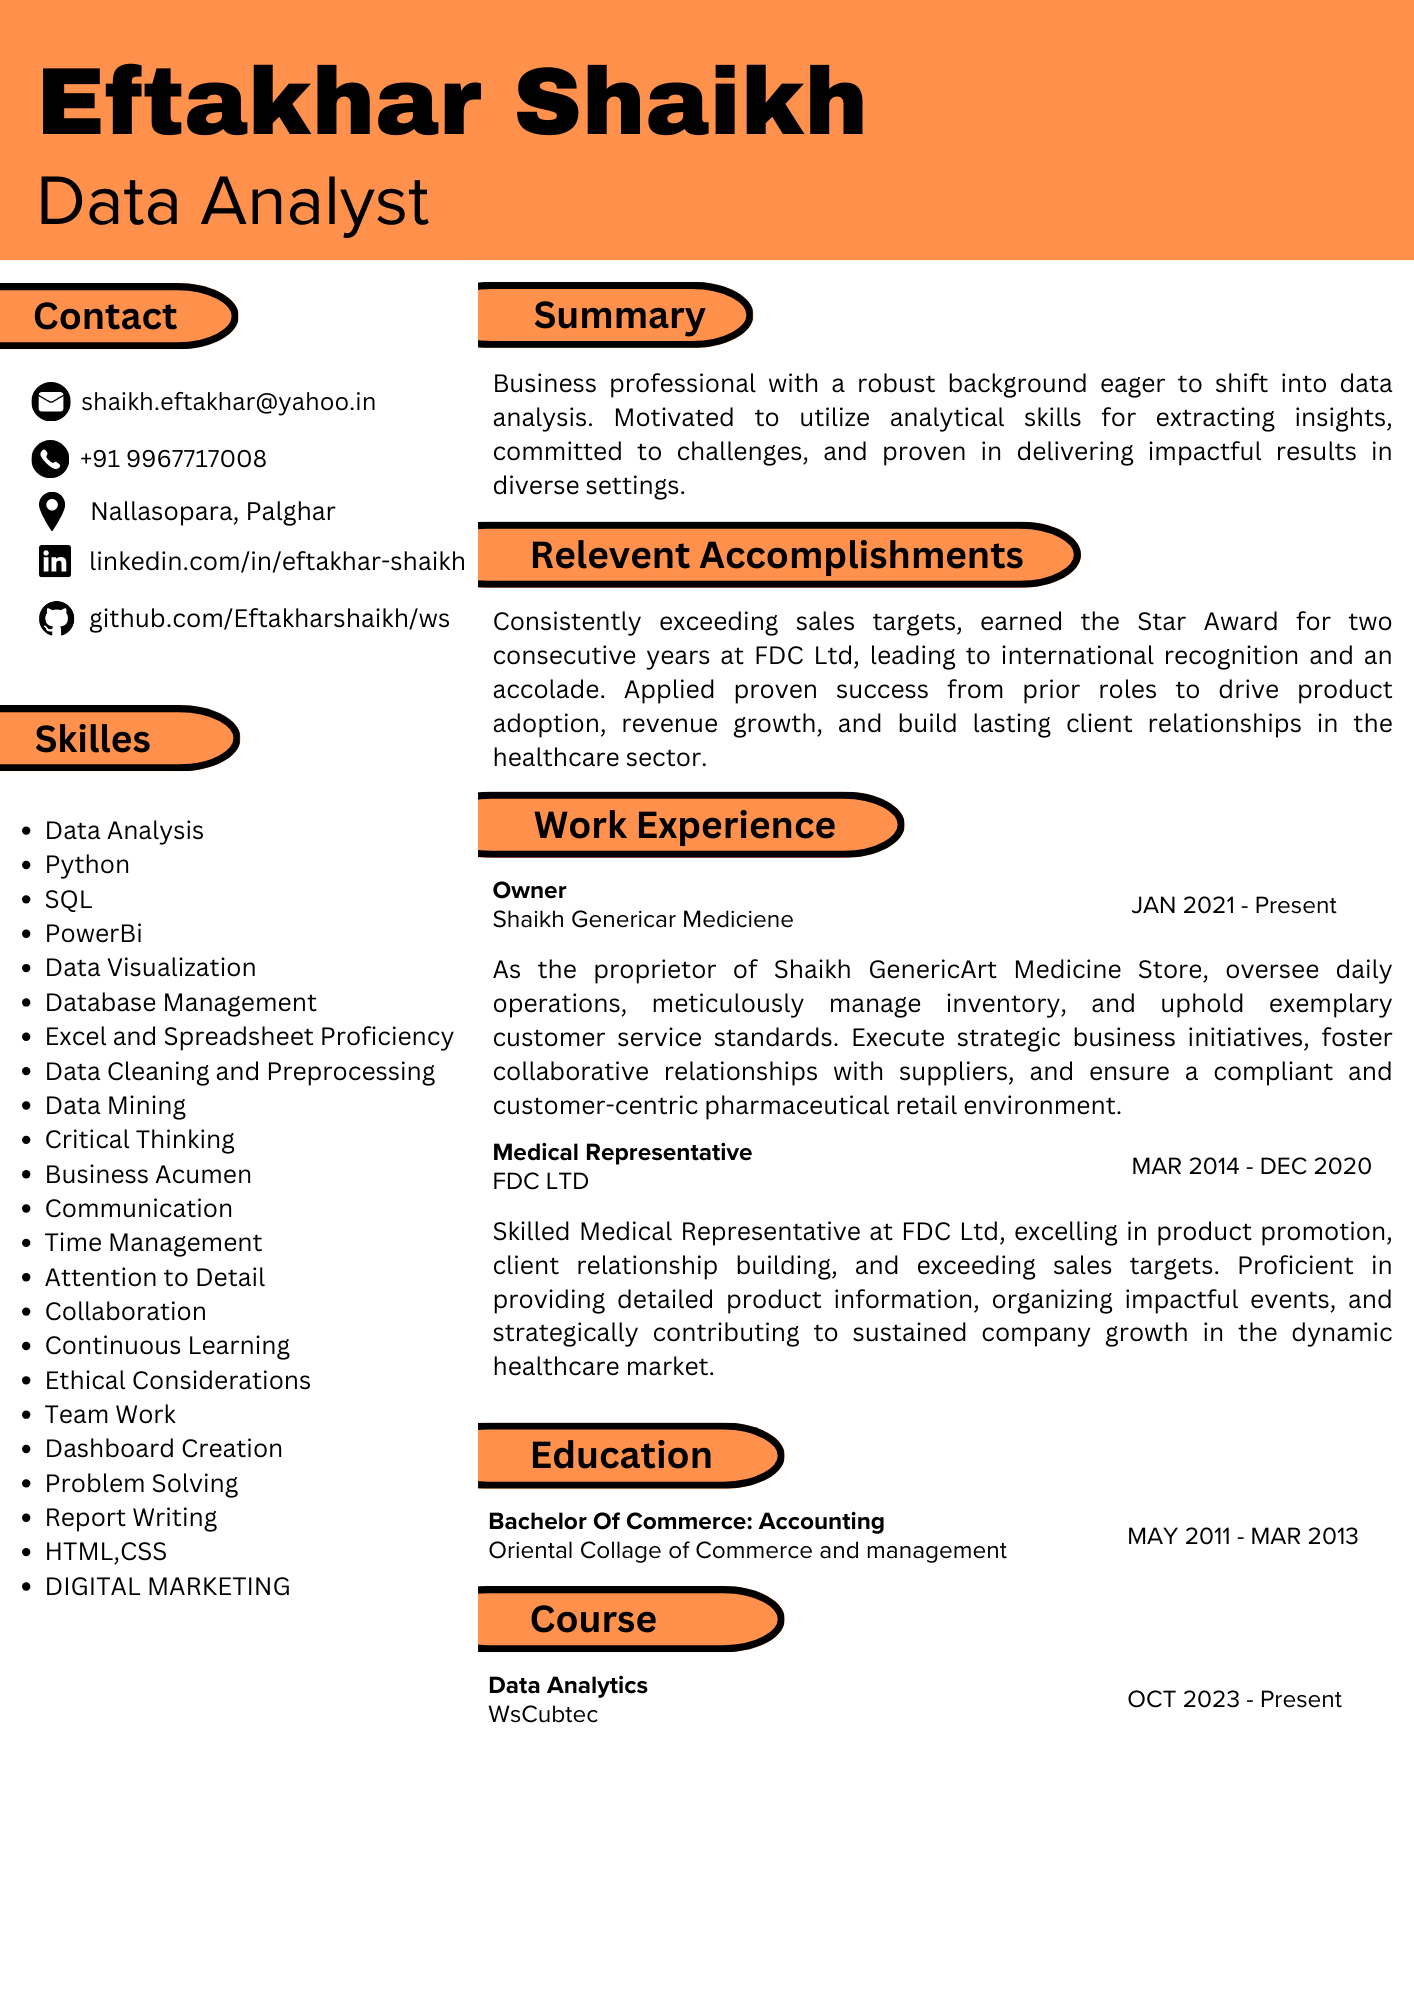 Eftakhar Shaikh
Data Analyst
Contact
shaikh.eftakhar@yahoo.in
+91 9967717008
Nallasopara, Palghar
linkedin.com/in/eftakhar-shaikh
github.com/Eftakharshaikh/ws
Skilles
Data Analysis
Python
SQL
PowerBi
Data Visualization
Database Management
Excel and Spreadsheet Proficiency
Data Cleaning and Preprocessing
Data Mining
Critical Thinking
Business Acumen
Communication
Time Management
Attention to Detail
Collaboration
Continuous Learning
Ethical Considerations
Team Work
Dashboard Creation
Problem Solving
Report Writing
HTML,CSS
DIGITAL MARKETING
Summary
Business professional with a robust background eager to shift into data
analysis. Motivated to utilize analytical skills for extracting insights,
committed to challenges, and proven in delivering impactful results in
diverse settings.
Relevent Accomplishments
Consistently exceeding sales targets, earned the Star Award for two
consecutive years at FDC Ltd, leading to international recognition and an
accolade. Applied proven success from prior roles to drive product
adoption, revenue growth, and build lasting client relationships in the
healthcare sector.
Work Experience
Owner
Shaikh Genericar Mediciene
JAN 2021 - Present
As the proprietor of Shaikh GenericArt Medicine Store, oversee daily
operations, meticulously manage inventory, and uphold exemplary
customer service standards. Execute strategic business initiatives, foster
collaborative relationships with suppliers, and ensure a compliant and
customer-centric pharmaceutical retail environment.
Medical Representative
FDC LTD
MAR 2014 - DEC 2020
Skilled Medical Representative at FDC Ltd, excelling in product promotion,
client relationship building, and exceeding sales targets. Proficient in
providing detailed product information, organizing impactful events, and
strategically contributing to sustained company growth in the dynamic
healthcare market.
Education
Bachelor Of Commerce: Accounting
Oriental Collage of Commerce and management
MAY 2011 - MAR 2013
Course
Data Analytics
WsCubtec
OCT 2023 - Present